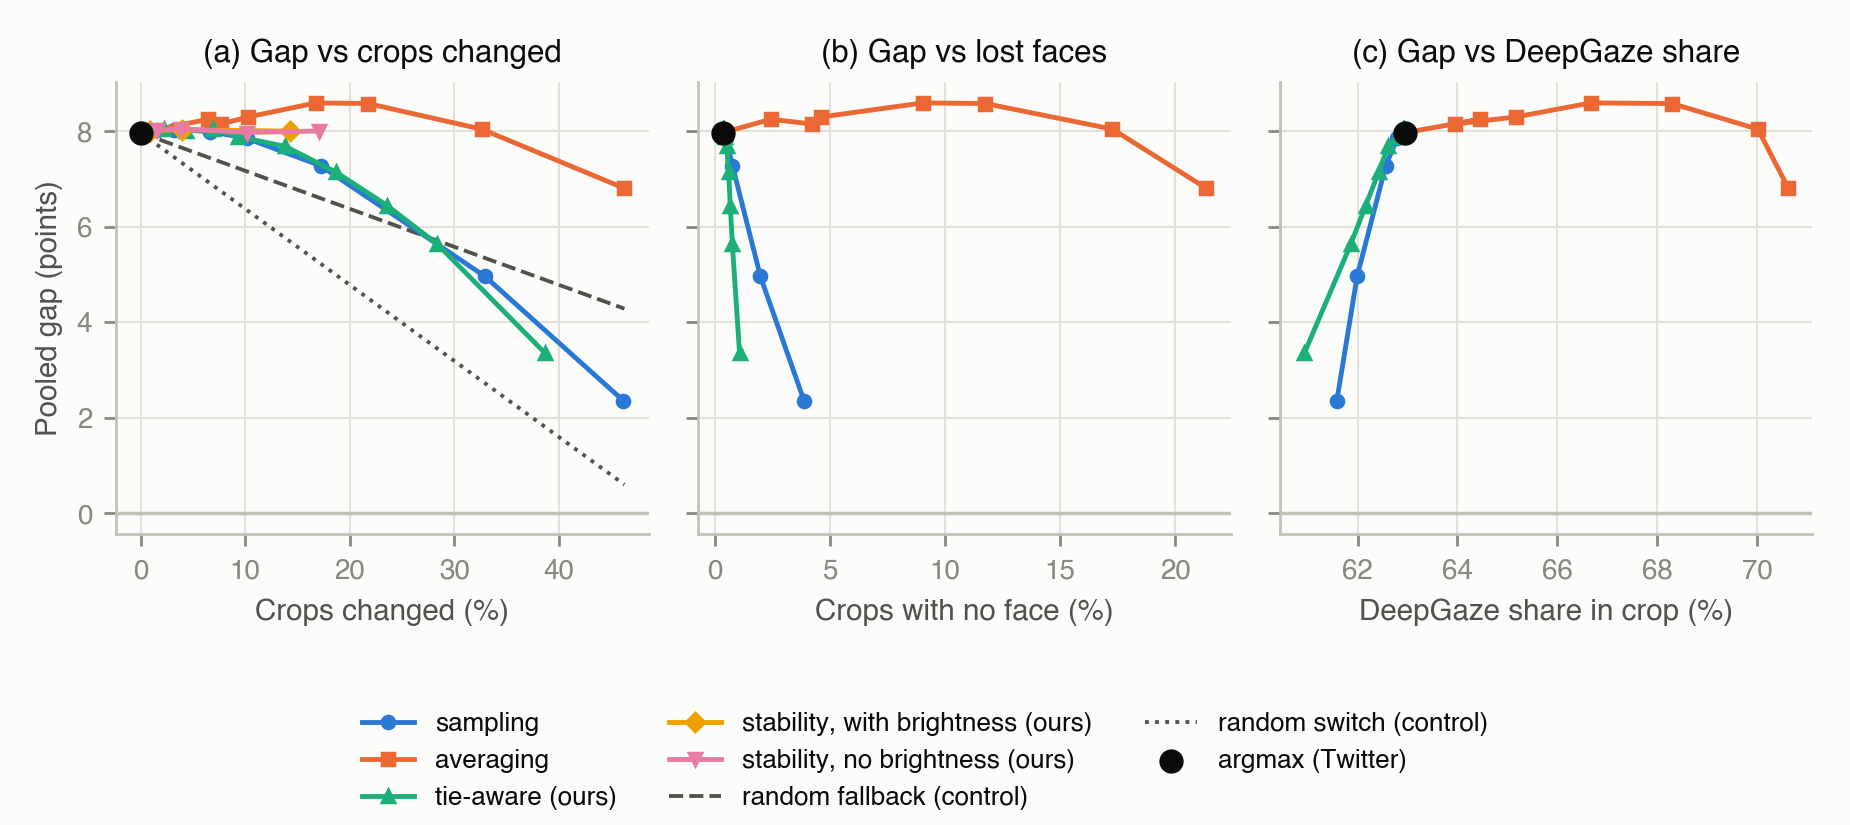 (a) Gap vs crops changed
(b) Gap vs lost faces
(c) Gap vs DeepGaze share
Pooled gap (points)
8
6
4
2
0
0 10 20 30 40
0 5 10 15 20
62 64 66 68 70
Crops changed (%)
Crops with no face (%)
DeepGaze share in crop (%)
sampling
averaging
tie-aware (ours)
stability, with brightness (ours)
stability, no brightness (ours)
random fallback (control)
random switch (control)
argmax (Twitter)